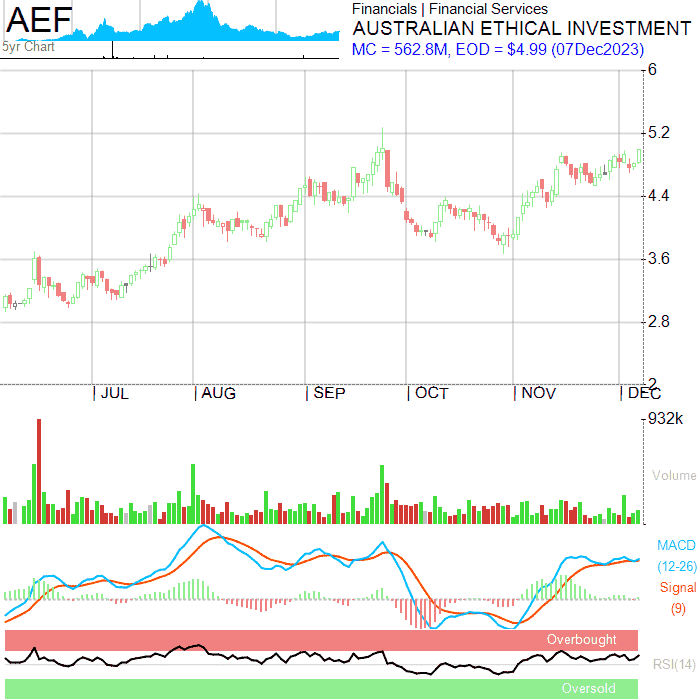 AEF
5yr Chart
Financials | Financial Services
AUSTRALIAN ETHICAL INVESTMENT
MC = 562.8M, EOD = $4.99 (07Dec2023)
6
5.2
4.4
3.6
2.8
2
JUL AUG SEP OCT NOV DEC
932k
Volume
MACD
(12-26)
Signal
(9)
Overbought
RSI(14)
Oversold